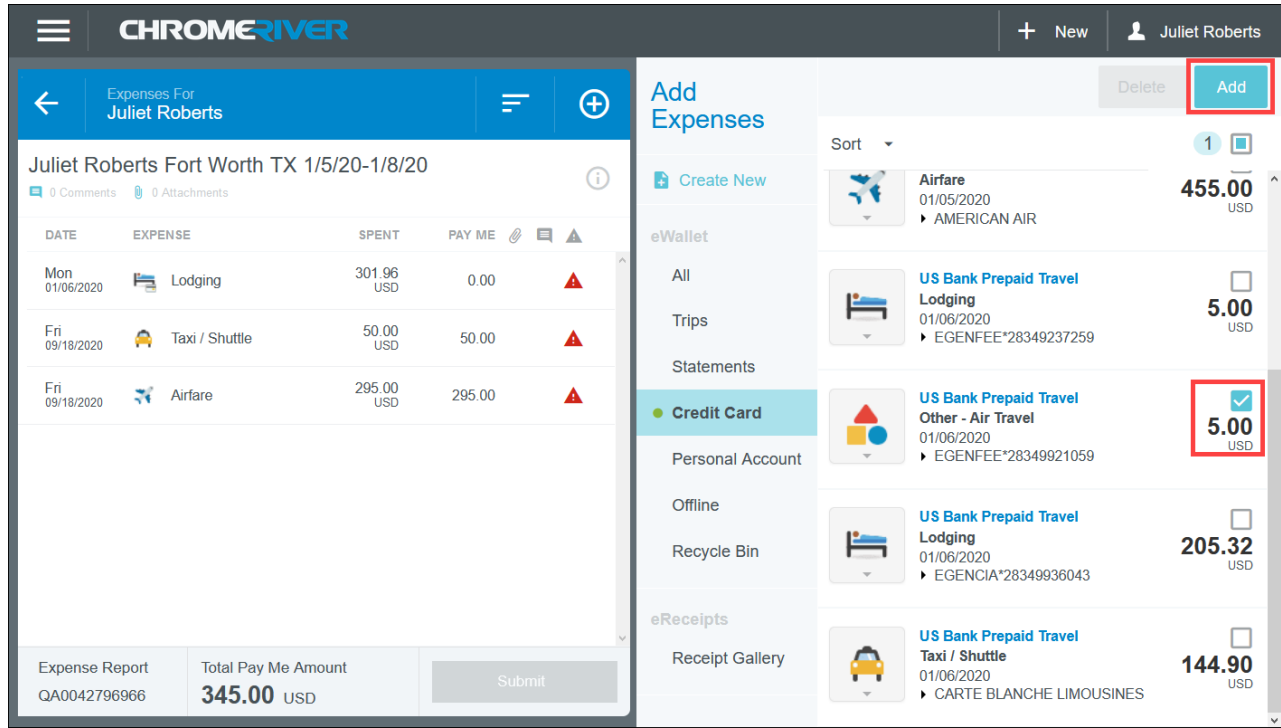 CHROMERIVER
New
Juliet Roberts
Expenses For
Juliet Roberts
Juliet Roberts Fort Worth TX 1/5/20-1/8/20
0 Comments 0 Attachments
DATE EXPENSE SPENT PAY ME
Mon
01/06/2020
Lodging
301.96
USD
0.00
Fri
09/18/2020
Taxi / Shuttle
50.00
USD
50.00
Fri
09/18/2020
Airfare
295.00
USD
295.00
Expense Report
QA0042796966
Total Pay Me Amount
345.00 USD
Submit
Add
Expenses
Create New
eWallet
All
Trips
Statements
Credit Card
Personal Account
Offline
Recycle Bin
eReceipts
Receipt Gallery
Delete
Add
Sort
1
Airfare
01/05/2020
AMERICAN AIR
455.00
USD
US Bank Prepaid Travel
Lodging
01/06/2020
EGENFEE*28349237259
5.00
USD
US Bank Prepaid Travel
Other - Air Travel
01/06/2020
EGENFEE*28349921059
5.00
USD
US Bank Prepaid Travel
Lodging
01/06/2020
EGENCIA*28349936043
205.32
USD
US Bank Prepaid Travel
Taxi / Shuttle
01/06/2020
CARTE BLANCHE LIMOUSINES
144.90
USD